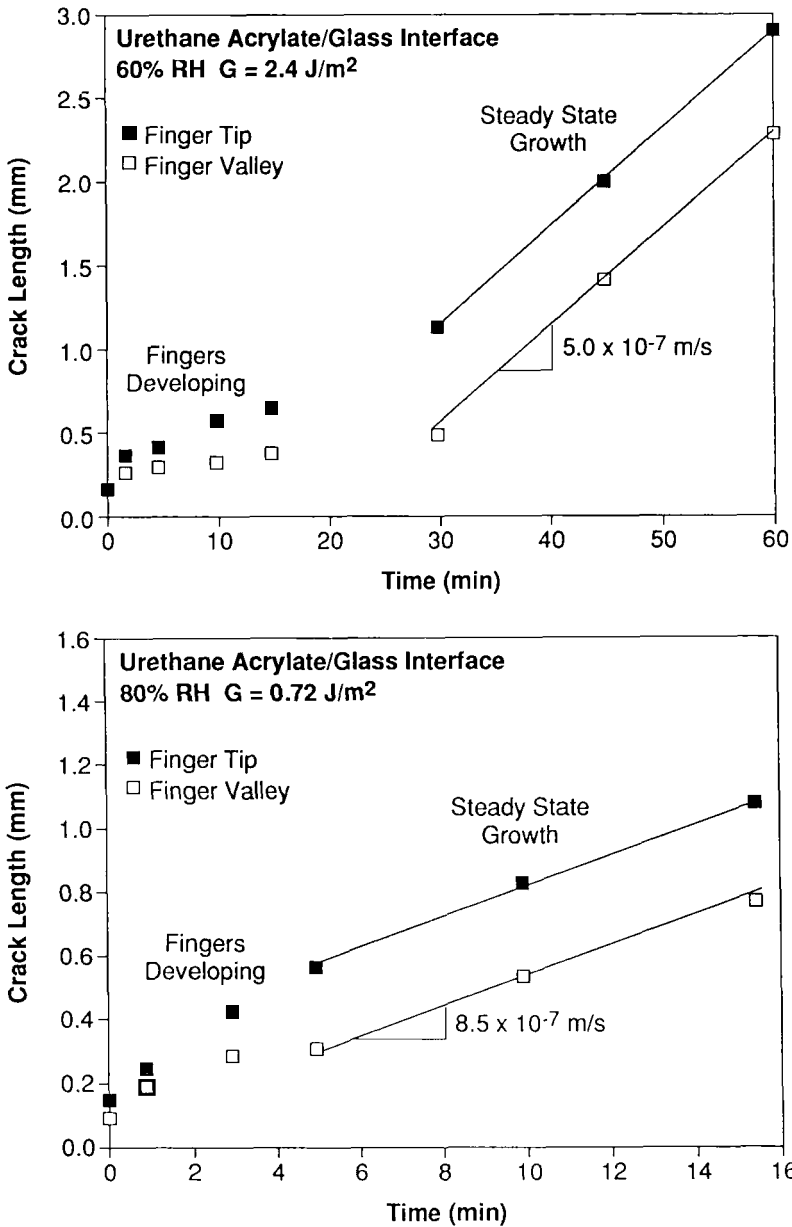 Urethane Acrylate/Glass Interface
60% RH G = 2.4 J/m²
■ Finger Tip
□ Finger Valley
Steady State
Growth
Fingers
Developing
5.0 x 10⁻⁷ m/s
Crack Length (mm)
3.0
2.5
2.0
1.5
1.0
0.5
0.0
0 10 20 30 40 50 60
Time (min)
Urethane Acrylate/Glass Interface
80% RH G = 0.72 J/m²
■ Finger Tip
□ Finger Valley
Steady State
Growth
Fingers
Developing
8.5 x 10⁻⁷ m/s
Crack Length (mm)
1.6
1.4
1.2
1.0
0.8
0.6
0.4
0.2
0.0
0 2 4 6 8 10 12 14 16
Time (min)